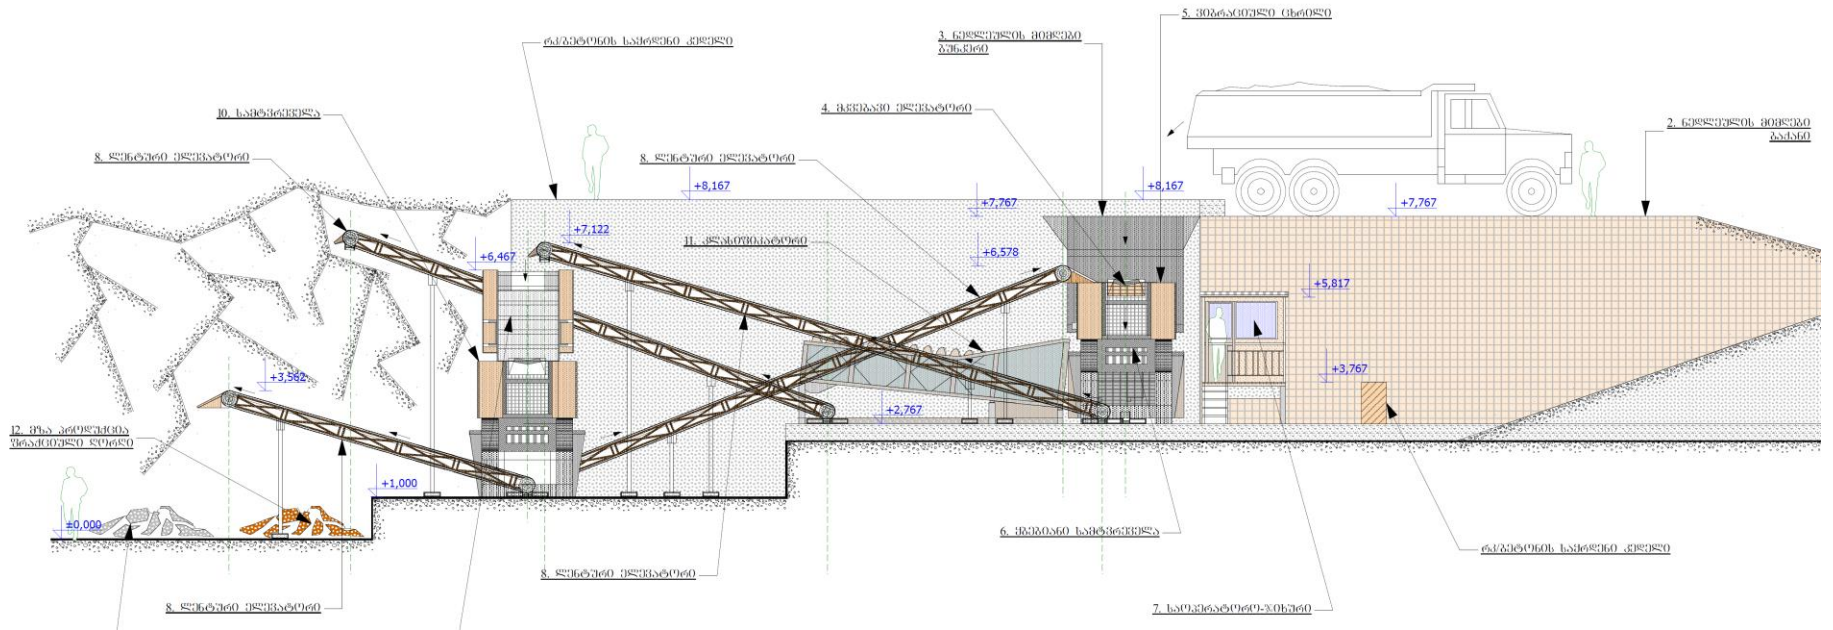 5. ვიბრაციული ცხრილი
რკ/ბეტონის საყრდენი კედელი
3. ნედლეულის მიმღები
ბუნკერი
10. სამტვრეველა
4. მკვებავი ელევატორი
2. ნედლეულის მიმღები
ბაქანი
8. ლენტური ელევატორი
8. ლენტური ელევატორი
+8,167
+8,167
+7,767
+7,767
+7,122
11. კლასიფიკატორი
+6,467
+6,578
+5,817
+3,562
+3,767
+2,767
12. მზა პროდუქცია
ფრაქციული ღორღი
+1,000
±0,000
6. ყბებიანი სამტვრეველა
რკ/ბეტონის საყრდენი კედელი
8. ლენტური ელევატორი
8. ლენტური ელევატორი
7. საოპერატორო-ჯიხური